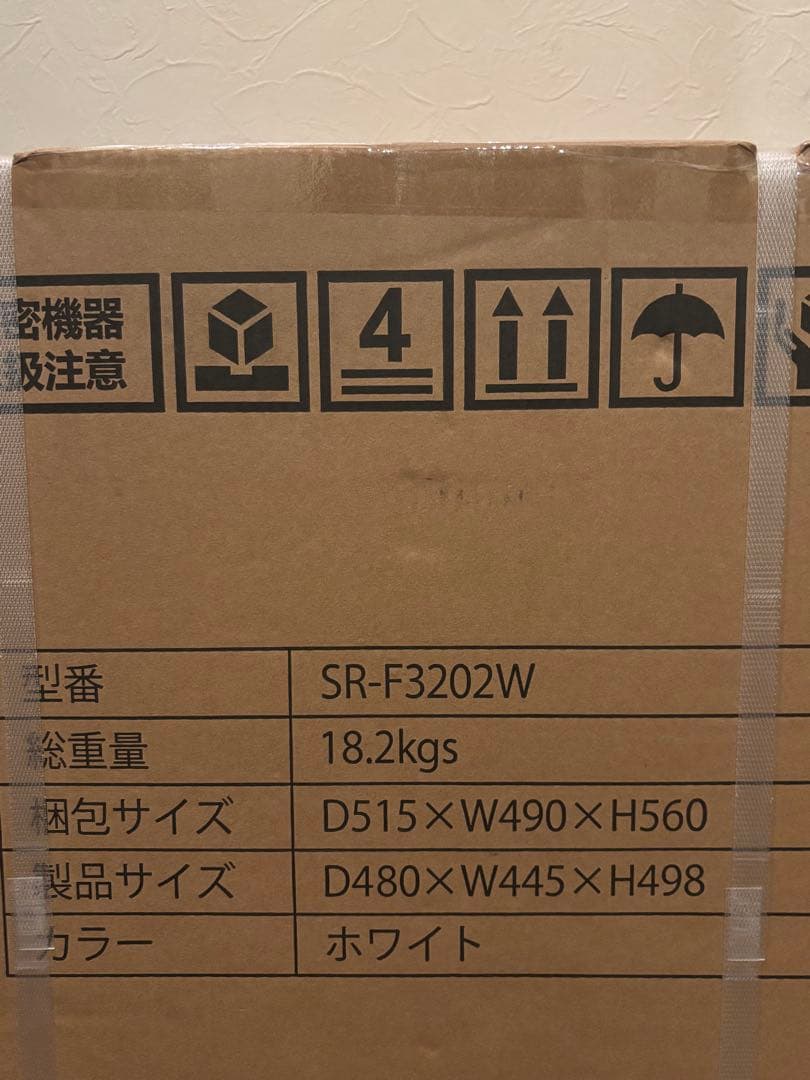 密機器
扱注意
4
型番 SR-F3202W
総重量 18.2kgs
梱包サイズ D515×W490×H560
製品サイズ D480×W445×H498
カラー ホワイト